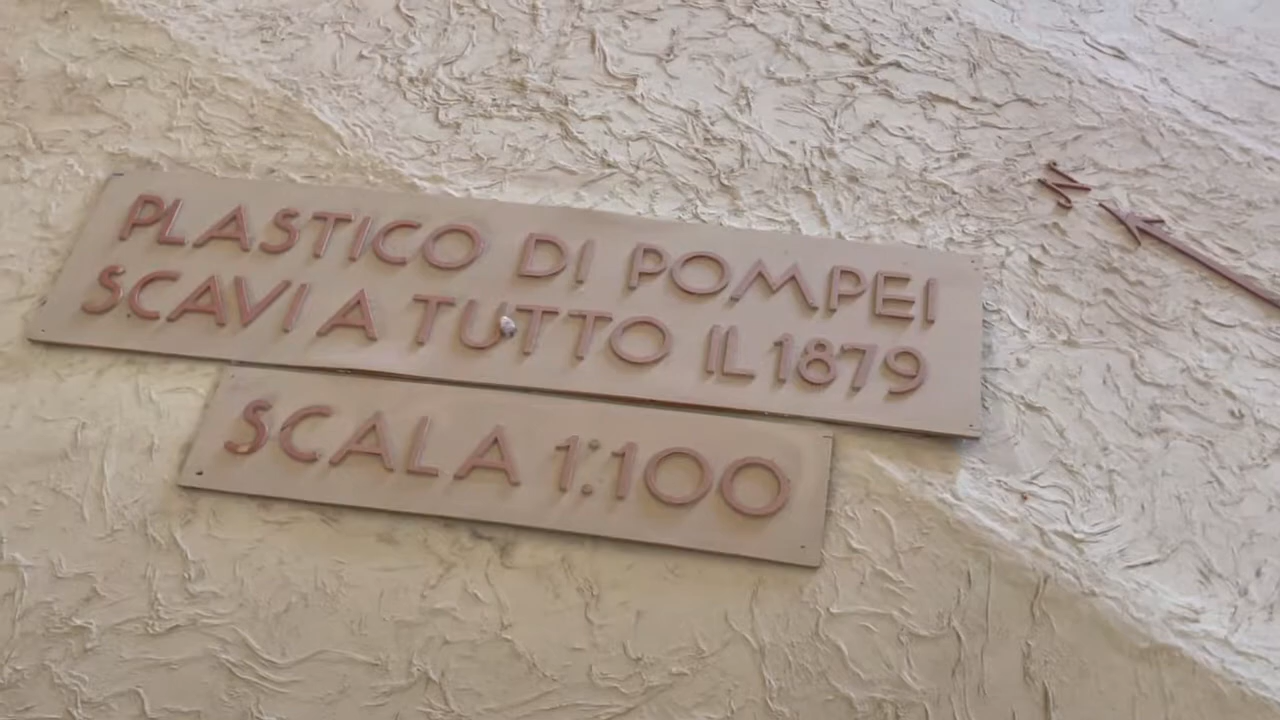 PLASTICO DI POMPEI
SCAVI A TUTTO IL 1879
SCALA 1:100
N